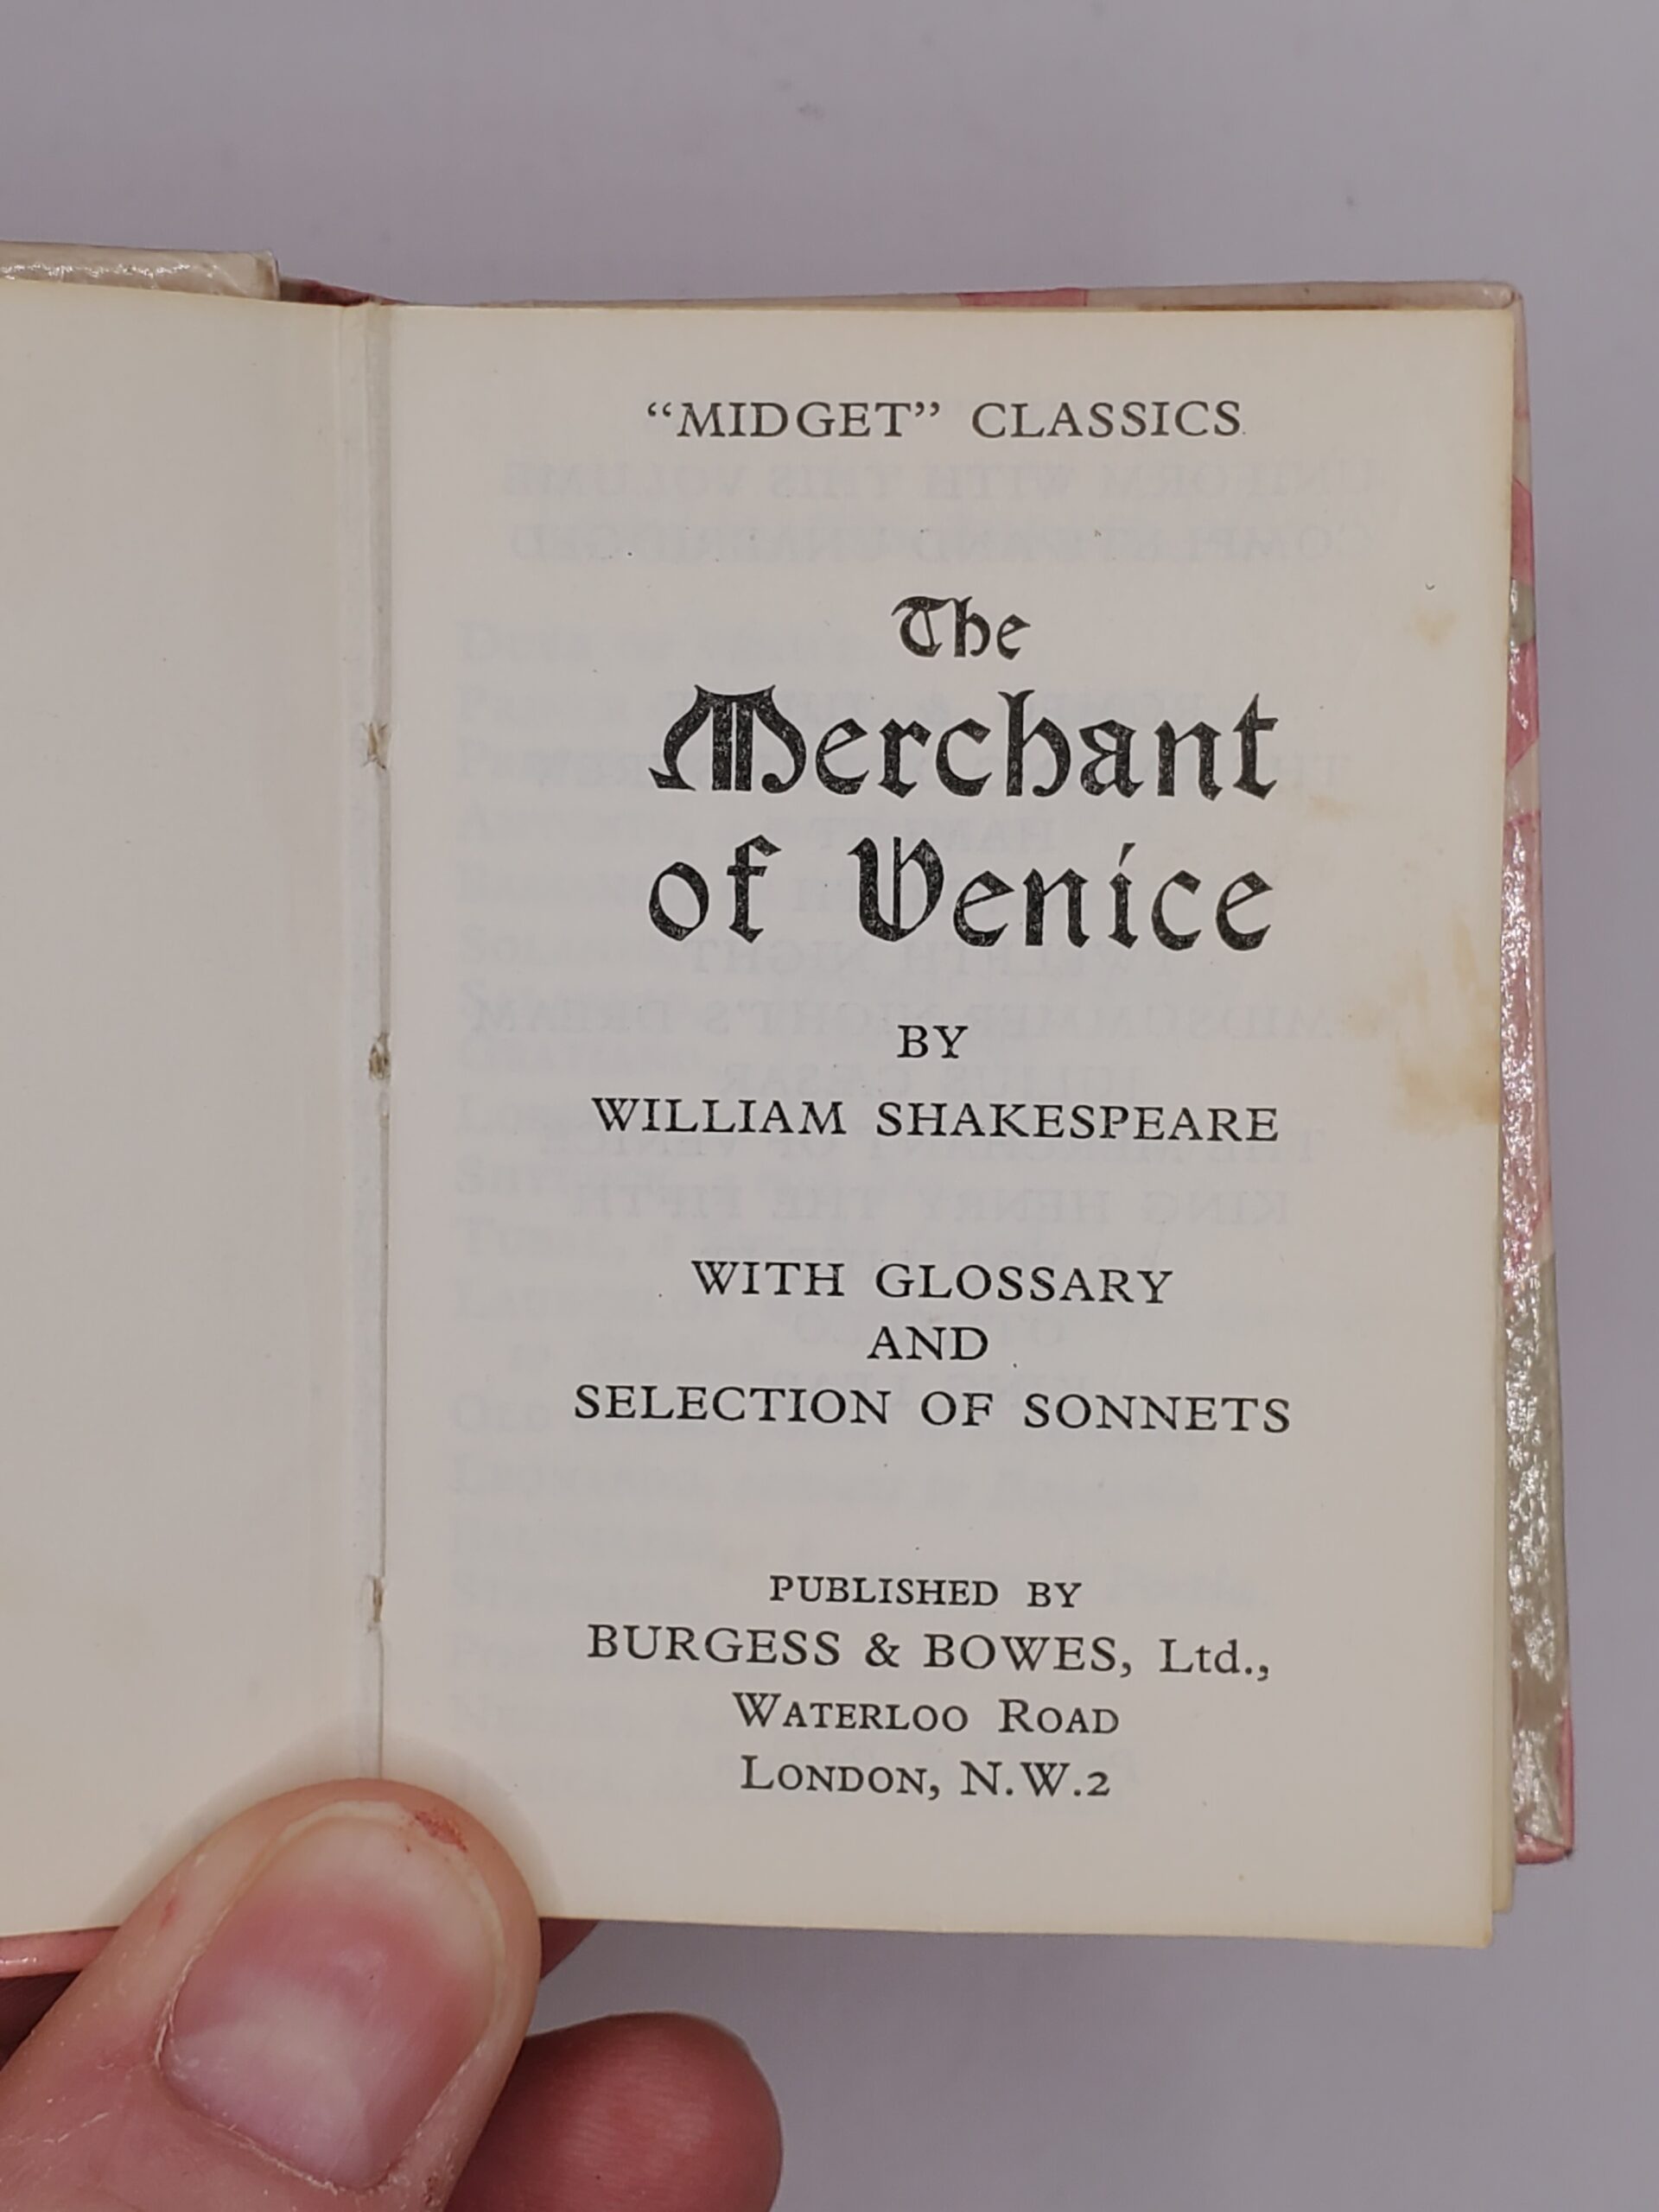 “MIDGET” CLASSICS
The
Merchant
of Venice
BY
WILLIAM SHAKESPEARE
WITH GLOSSARY
AND
SELECTION OF SONNETS
PUBLISHED BY
BURGESS & BOWES, Ltd.,
WATERLOO ROAD
LONDON, N.W.2